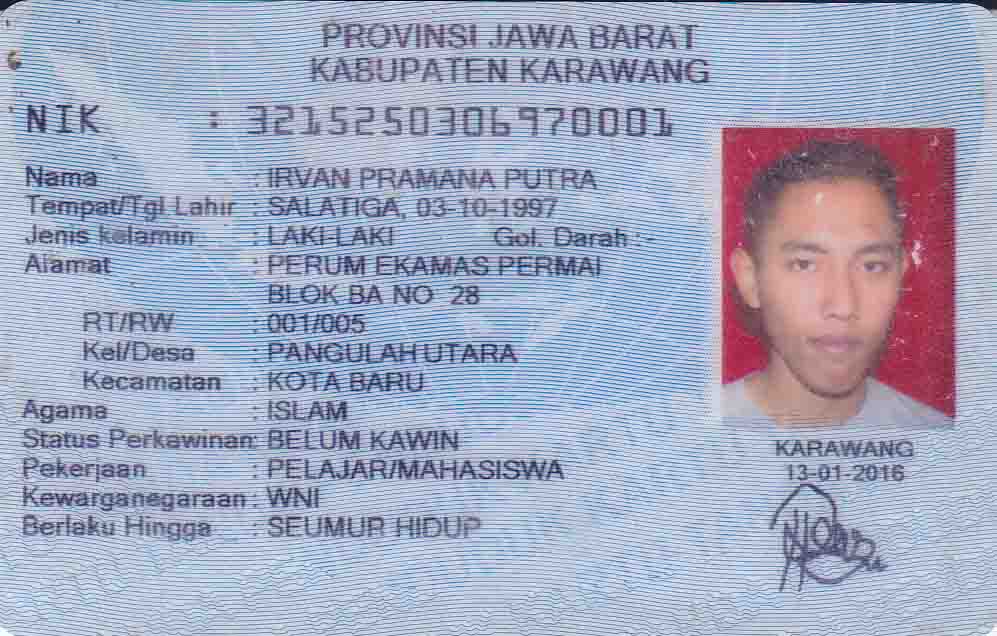 PROVINSI JAWA BARAT
KABUPATEN KARAWANG
NIK : 3215250306970001
Nama : IRVAN PRAMANA PUTRA
Tempat/Tgl Lahir : SALATIGA, 03-10-1997
Jenis kelamin : LAKI-LAKI Gol. Darah :-
Alamat : PERUM EKAMAS PERMAI
BLOK BA NO 28
RT/RW : 001/005
Kel/Desa : PANGULAH UTARA
Kecamatan : KOTA BARU
Agama : ISLAM
Status Perkawinan: BELUM KAWIN
Pekerjaan : PELAJAR/MAHASISWA
Kewarganegaraan : WNI
Berlaku Hingga : SEUMUR HIDUP
KARAWANG
13-01-2016